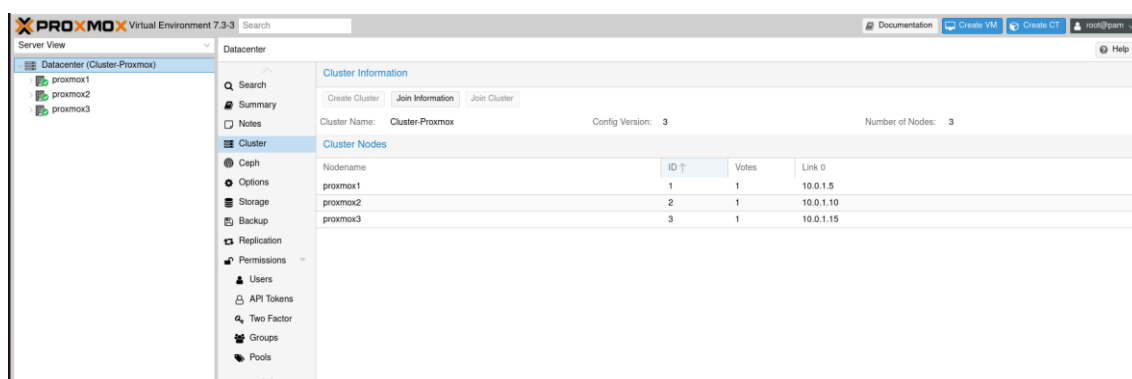 PROXMOX Virtual Environment 7.3-3 Search Documentation Create VM Create CT root@pam
Server View
Datacenter (Cluster-Proxmox)
proxmox1
proxmox2
proxmox3
Datacenter Help
Search
Summary
Notes
Cluster
Ceph
Options
Storage
Backup
Replication
Permissions
Users
API Tokens
Two Factor
Groups
Pools
Cluster Information
Create Cluster Join Information Join Cluster
Cluster Name: Cluster-Proxmox Config Version: 3 Number of Nodes: 3
Cluster Nodes
Nodename ID ↑ Votes Link 0
proxmox1 1 1 10.0.1.5
proxmox2 2 1 10.0.1.10
proxmox3 3 1 10.0.1.15